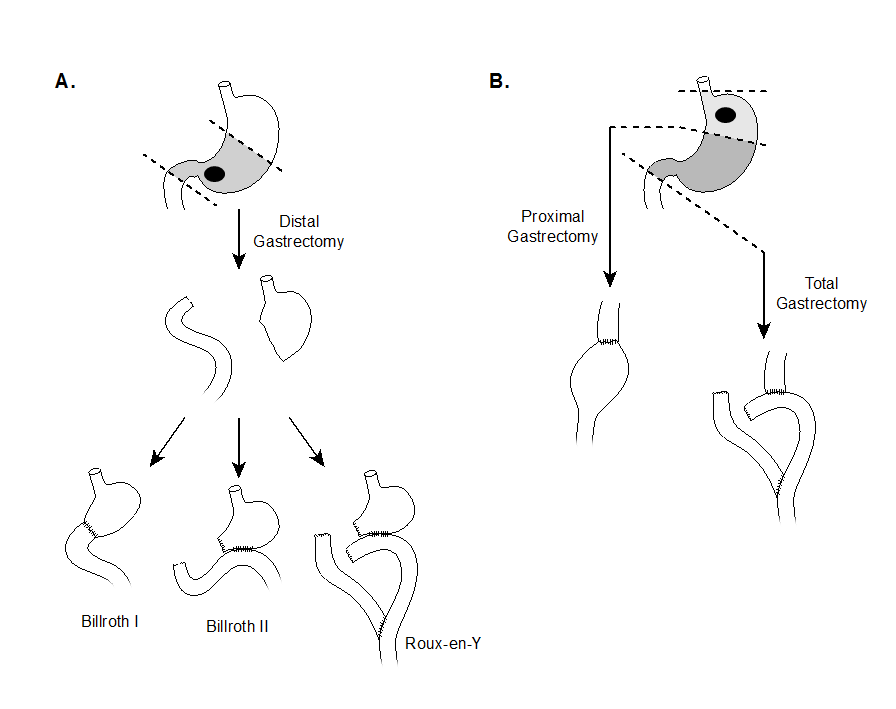 A.
Distal
Gastrectomy
Billroth I
Billroth II
Roux-en-Y
B.
Proximal
Gastrectomy
Total
Gastrectomy